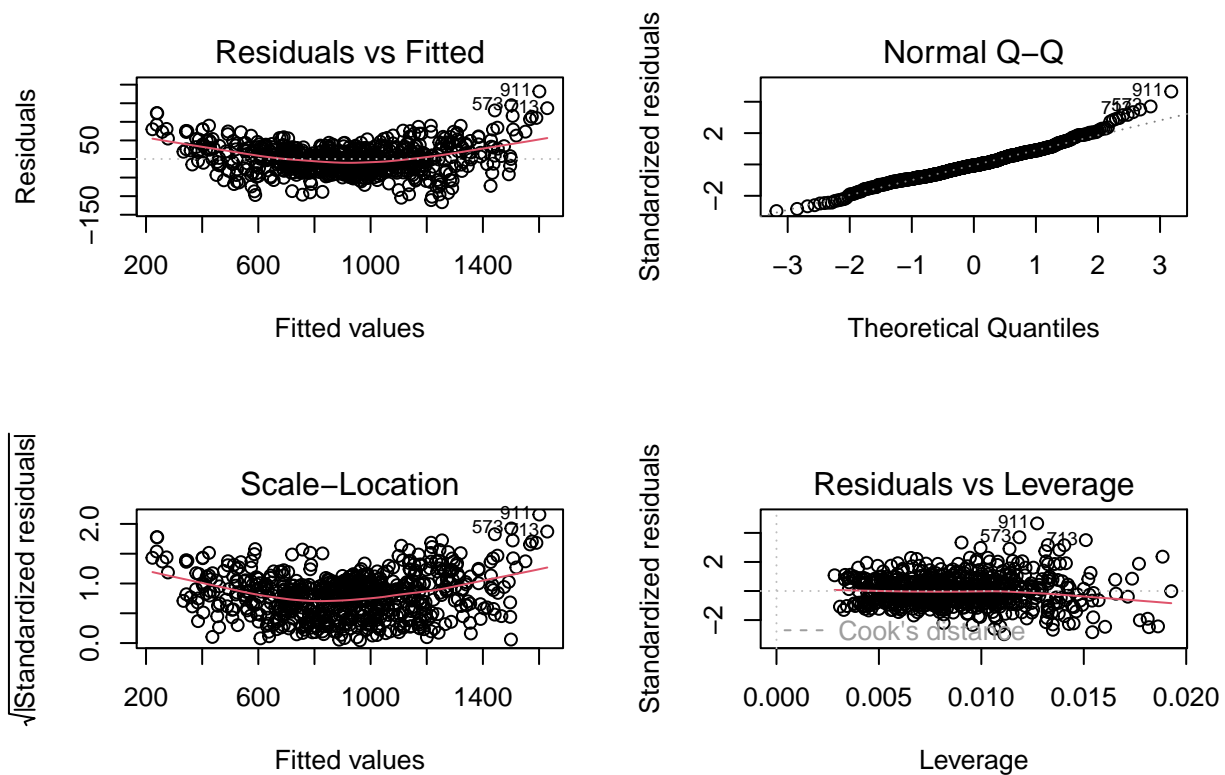 Residuals vs Fitted
Residuals
50
−150
911
573
713
200 600 1000 1400
Fitted values
Normal Q−Q
Standardized residuals
2
−2
911
573
713
−3 −2 −1 0 1 2 3
Theoretical Quantiles
Scale−Location
√|Standardized residuals|
2.0
1.0
0.0
911
573
713
200 600 1000 1400
Fitted values
Residuals vs Leverage
Standardized residuals
2
−2
911
573
713
Cook's distance
0.000 0.005 0.010 0.015 0.020
Leverage